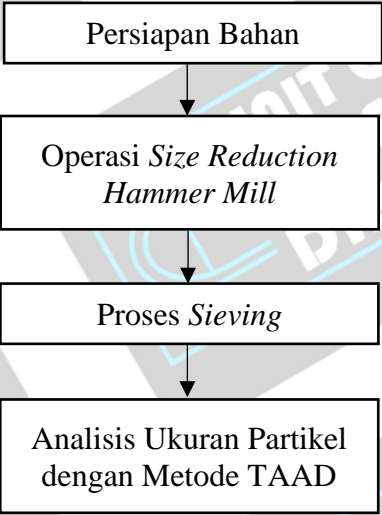 Persiapan Bahan
Operasi Size Reduction
Hammer Mill
Proses Sieving
Analisis Ukuran Partikel
dengan Metode TAAD